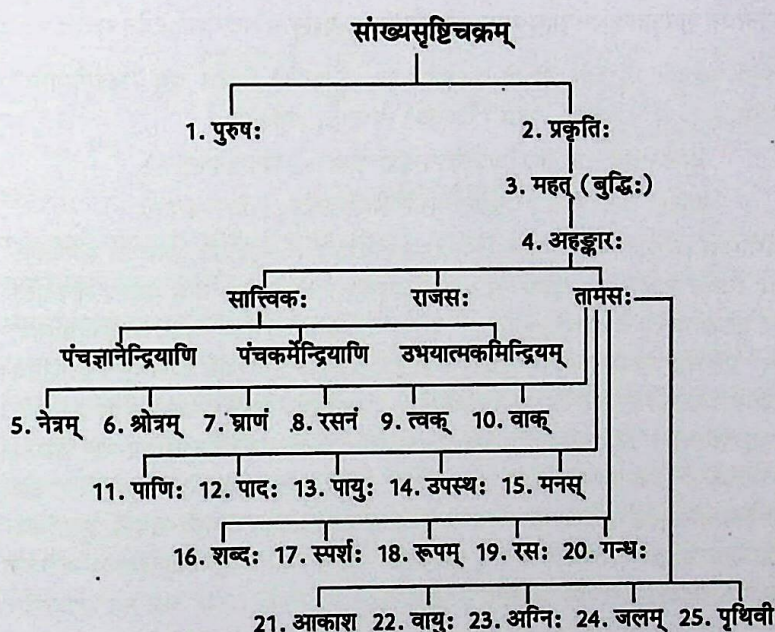 सांख्यसृष्टिचक्रम्
1. पुरुषः 2. प्रकृतिः
3. महत् (बुद्धिः)
4. अहङ्कारः
सात्त्विकः राजसः तामसः
पंचज्ञानेन्द्रियाणि पंचकर्मेन्द्रियाणि उभयात्मकमिन्द्रियम्
5. नेत्रम् 6. श्रोत्रम् 7. घ्राणं 8. रसनं 9. त्वक् 10. वाक्
11. पाणिः 12. पादः 13. पायुः 14. उपस्थः 15. मनस्
16. शब्दः 17. स्पर्शः 18. रूपम् 19. रसः 20. गन्धः
21. आकाश 22. वायुः 23. अग्निः 24. जलम् 25. पृथिवी